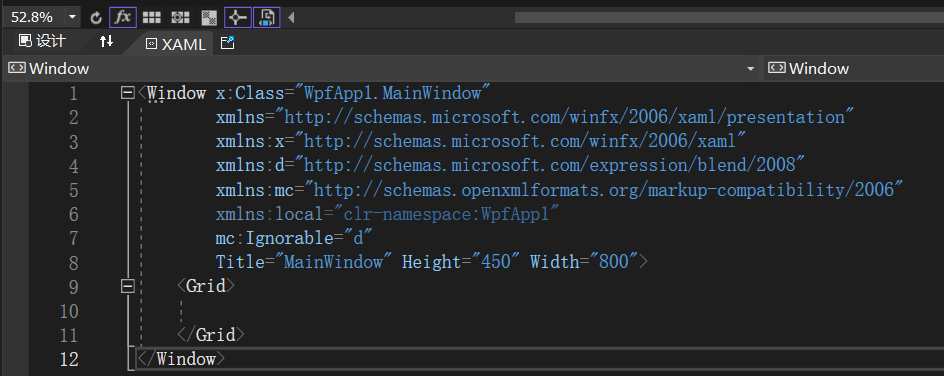 52.8%
fx
设计
XAML
Window
Window
1 <Window x:Class="WpfApp1.MainWindow"
2 xmlns="http://schemas.microsoft.com/winfx/2006/xaml/presentation"
3 xmlns:x="http://schemas.microsoft.com/winfx/2006/xaml"
4 xmlns:d="http://schemas.microsoft.com/expression/blend/2008"
5 xmlns:mc="http://schemas.openxmlformats.org/markup-compatibility/2006"
6 xmlns:local="clr-namespace:WpfApp1"
7 mc:Ignorable="d"
8 Title="MainWindow" Height="450" Width="800">
9 <Grid>
10
11 </Grid>
12 </Window>